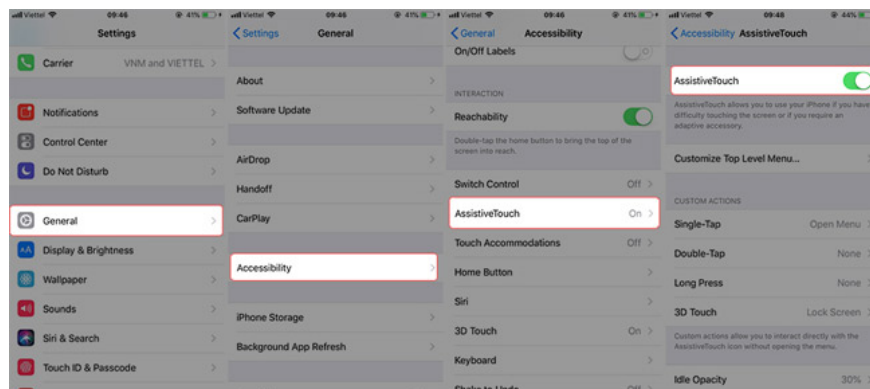 Viettel 09:46 41%
Settings
Carrier VNM and VIETTEL
Notifications
Control Center
Do Not Disturb
General
Display & Brightness
Wallpaper
Sounds
Siri & Search
Touch ID & Passcode
Viettel 09:46 41%
Settings General
About
Software Update
AirDrop
Handoff
CarPlay
Accessibility
iPhone Storage
Background App Refresh
Viettel 09:46 41%
General Accessibility
On/Off Labels
INTERACTION
Reachability
Double-tap the home button to bring the top of the
screen into reach.
Switch Control Off
AssistiveTouch On
Touch Accommodations Off
Home Button
Siri
3D Touch On
Keyboard
Shake to Undo Off
Viettel 09:46 44%
Accessibility AssistiveTouch
AssistiveTouch
AssistiveTouch allows you to use your iPhone if you have
difficulty touching the screen or if you require an
adaptive accessory.
Customize Top Level Menu...
CUSTOM ACTIONS
Single-Tap Open Menu
Double-Tap None
Long Press None
3D Touch Lock Screen
Custom actions allow you to interact directly with the
AssistiveTouch icon without opening the menu.
Idle Opacity 30%